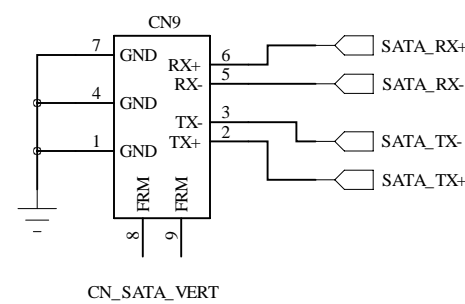 CN9
7 GND RX+ 6 SATA_RX+
RX- 5 SATA_RX-
4 GND
TX- 3 SATA_TX-
1 GND TX+ 2 SATA_TX+
FRM FRM
8 9
CN_SATA_VERT